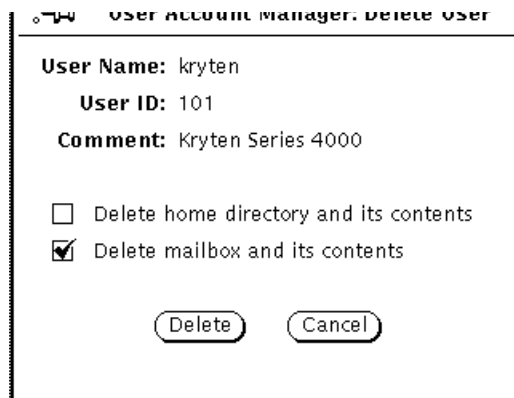 User Account Manager: Delete User
User Name: kryten
User ID: 101
Comment: Kryten Series 4000
Delete home directory and its contents
Delete mailbox and its contents
Delete Cancel